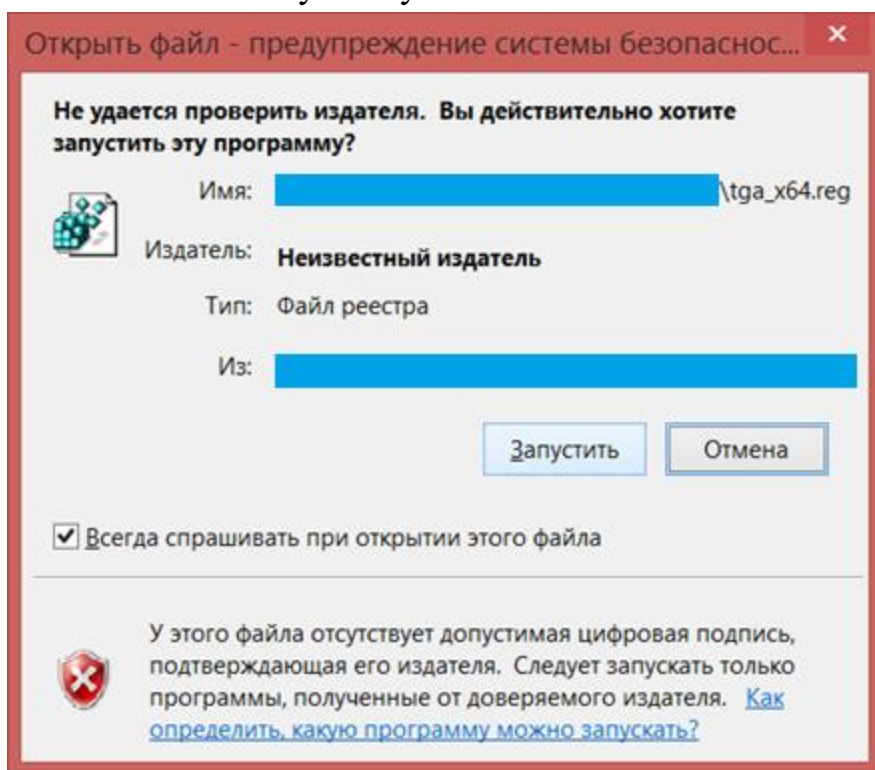 Открыть файл - предупреждение системы безопаснос...
Не удается проверить издателя. Вы действительно хотите
запустить эту программу?
Имя: \tga_x64.reg
Издатель: Неизвестный издатель
Тип: Файл реестра
Из:
Запустить Отмена
Всегда спрашивать при открытии этого файла
У этого файла отсутствует допустимая цифровая подпись,
подтверждающая его издателя. Следует запускать только
программы, полученные от доверяемого издателя. Как
определить, какую программу можно запускать?